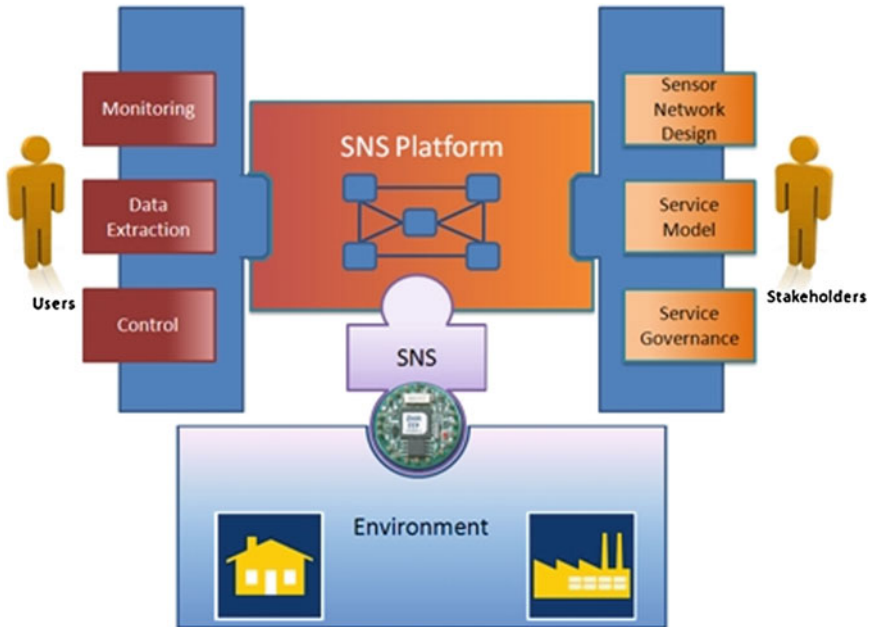 Monitoring
Data
Extraction
Control
Users
SNS Platform
SNS
Sensor
Network
Design
Service
Model
Service
Governance
Stakeholders
Environment